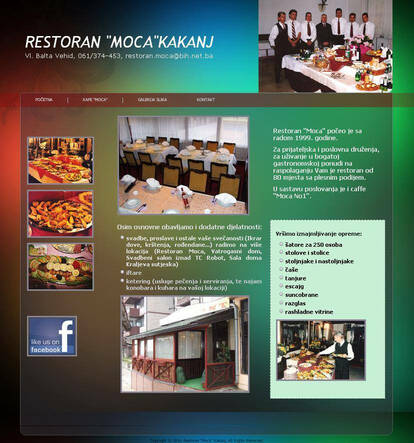 RESTORAN "MOCA"KAKANJ
Vl. Balta Vehid, 061/374-453, restoran.moca@bih.net.ba
POČETNA
KAFE "MOCA"
GALERIJA SLIKA
KONTAKT
Restoran "Moca" počeo je sa
radom 1999. godine.
Za prijateljska i poslovna druženja,
za uživanje u bogatoj
gastronomskoj ponudi na
raspolaganju Vam je restoran od
80 mjesta sa plesnim podijem.
U sastavu poslovanja je i caffe
"Moca No1".
Osim osnovne obavljamo i dodatne djelatnosti:
svadbe, proslave i ostale vaše svečanosti (Ikrar
dove, krštenja, rođendane...) radimo na više
lokacija (Restoran Moca, Vatrogasni dom,
Svadbeni salon iznad TC Robot, Sala doma
Kraljeva sutjeska)
iftare
ketering (usluge pečenja i serviranja, te najam
konobara i kuhara na vašoj lokaciji)
Vršimo iznajmljivanje opreme:
šatore za 250 osoba
stolove i stolice
stoljnjake i nastoljnjake
čaše
tanjure
escajg
suncobrane
razglas
rashladne vitrine
like us on
facebook
f